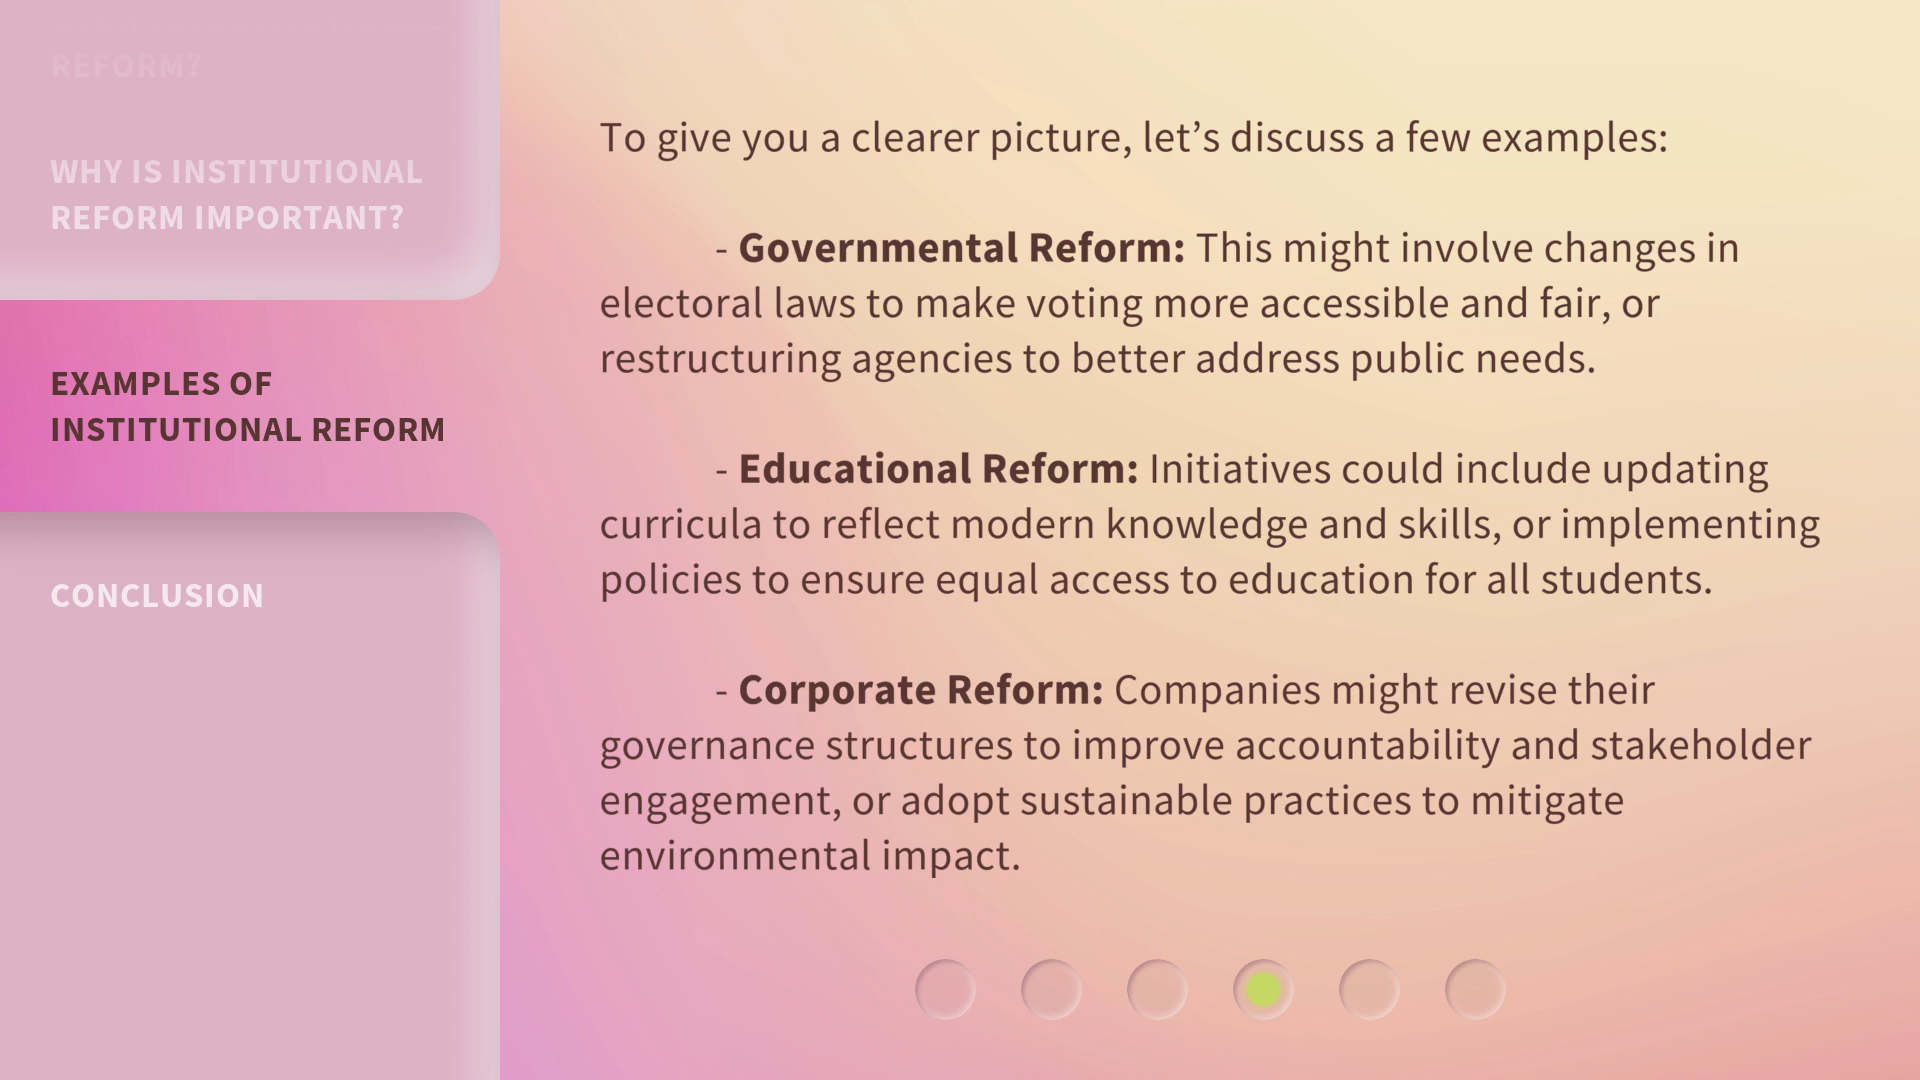 REFORM?
WHY IS INSTITUTIONAL
REFORM IMPORTANT?
EXAMPLES OF
INSTITUTIONAL REFORM
CONCLUSION
To give you a clearer picture, let’s discuss a few examples:
- Governmental Reform: This might involve changes in
electoral laws to make voting more accessible and fair, or
restructuring agencies to better address public needs.
- Educational Reform: Initiatives could include updating
curricula to reflect modern knowledge and skills, or implementing
policies to ensure equal access to education for all students.
- Corporate Reform: Companies might revise their
governance structures to improve accountability and stakeholder
engagement, or adopt sustainable practices to mitigate
environmental impact.